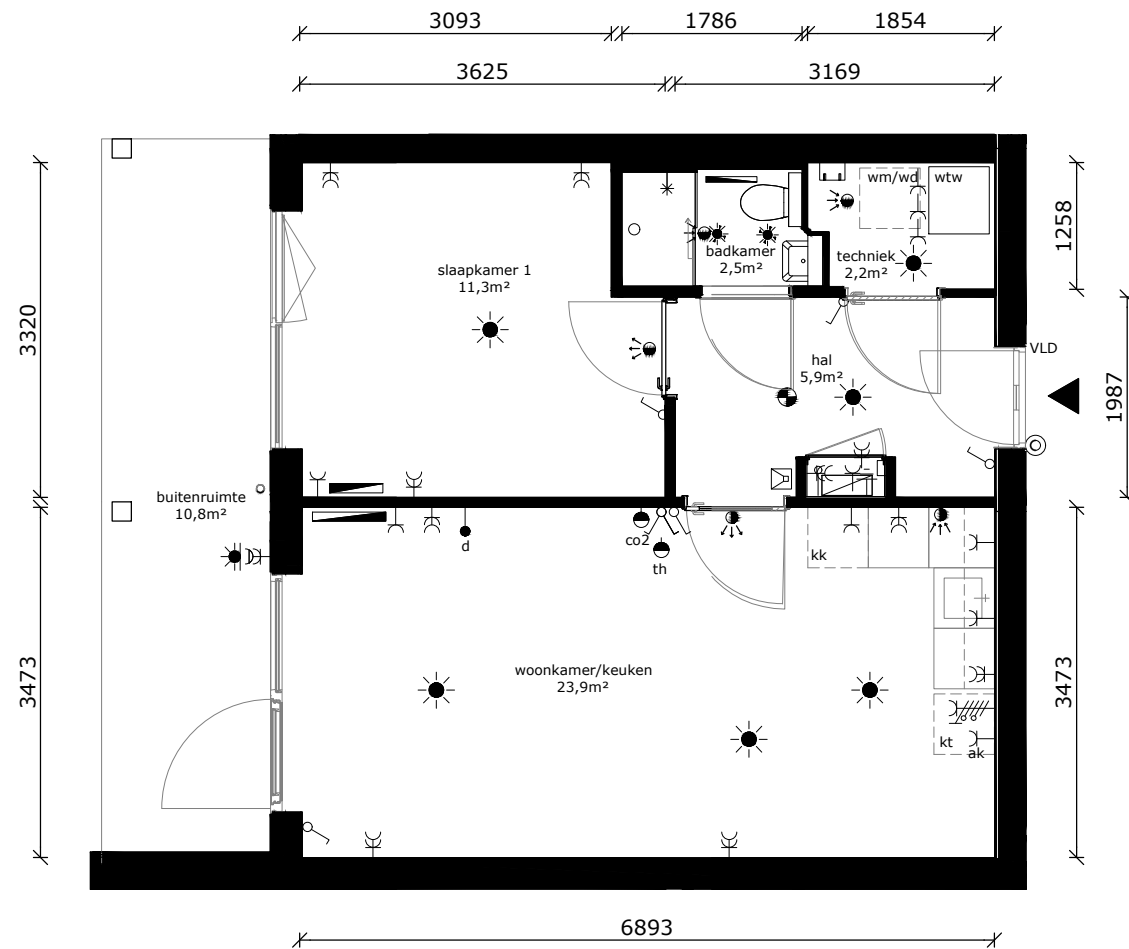 3093
1786
1854
3625
3169
wm/wd
wtw
1258
badkamer
2,5m²
techniek
2,2m²
slaapkamer 1
11,3m²
3320
hal
5,9m²
VLD
1987
buitenruimte
10,8m²
d
co2
th
kk
3473
woonkamer/keuken
23,9m²
3473
kt
ak
6893